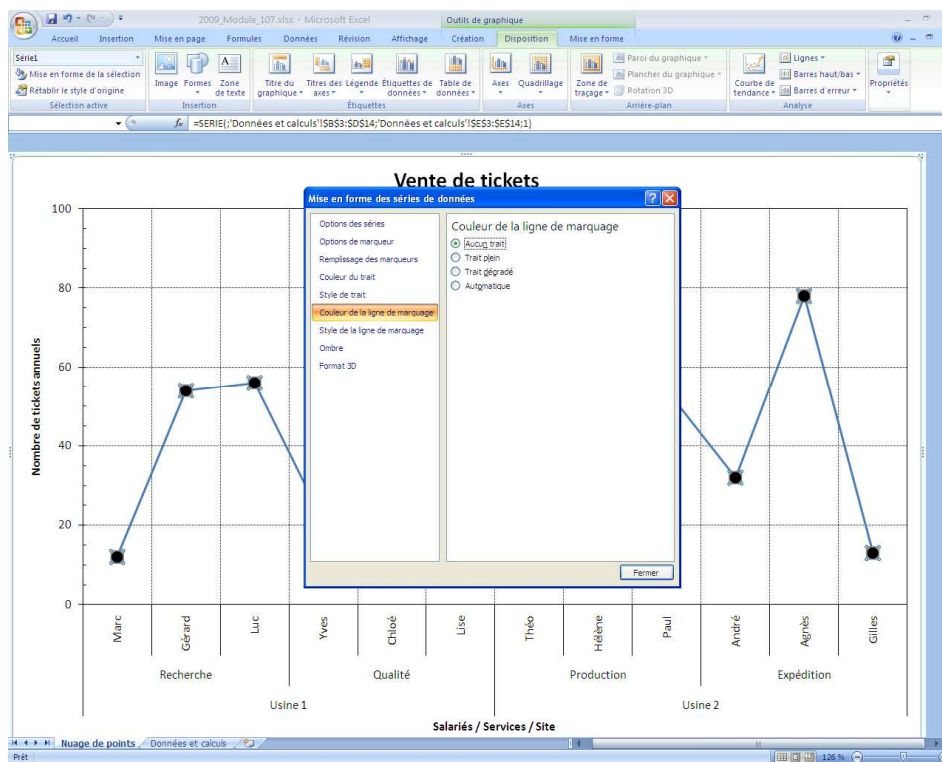 2009_Module_107.xlsx - Microsoft Excel
Outils de graphique
Accueil Insertion Mise en page Formules Données Révision Affichage Création Disposition Mise en forme
Série1
Mise en forme de la sélection
Rétablir le style d'origine
Sélection active
Image Formes Zone de texte
Insertion
Titre du graphique Titres des axes Légende Étiquettes de données Table de données
Étiquettes
Axes Quadrillage
Axes
Zone de traçage
Paroi du graphique
Plancher du graphique
Rotation 3D
Arrière-plan
Courbe de tendance
Lignes
Barres haut/bas
Barres d'erreur
Analyse
Propriétés
fx =SERIE(;'Données et calculs'!$B$3:$D$14;'Données et calculs'!$E$3:$E$14;1)
Vente de tickets
Mise en forme des séries de données
Options des séries
Options de marqueur
Remplissage des marqueurs
Couleur du trait
Style de trait
Couleur de la ligne de marquage
Style de la ligne de marquage
Ombre
Format 3D
Couleur de la ligne de marquage
Aucun trait
Trait plein
Trait dégradé
Automatique
Fermer
Nombre de tickets annuels
100
80
60
40
20
0
Marc Gérard Luc Yves Chloé Lise Théo Hélène Paul André Agnès Gilles
Recherche Qualité Production Expédition
Usine 1 Usine 2
Salariés / Services / Site
Nuage de points Données et calculs
Prêt
126 %